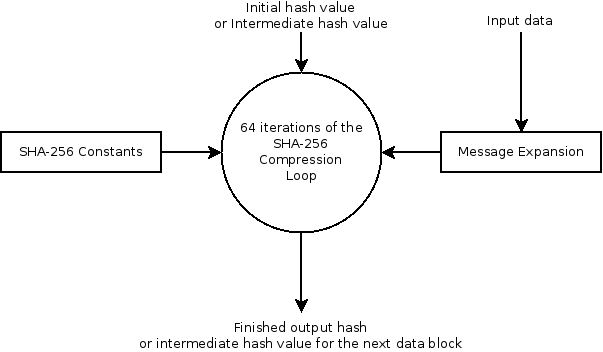 Initial hash value
or Intermediate hash value
Input data
64 iterations of the
SHA-256
Compression
Loop
SHA-256 Constants
Message Expansion
Finished output hash
or intermediate hash value for the next data block